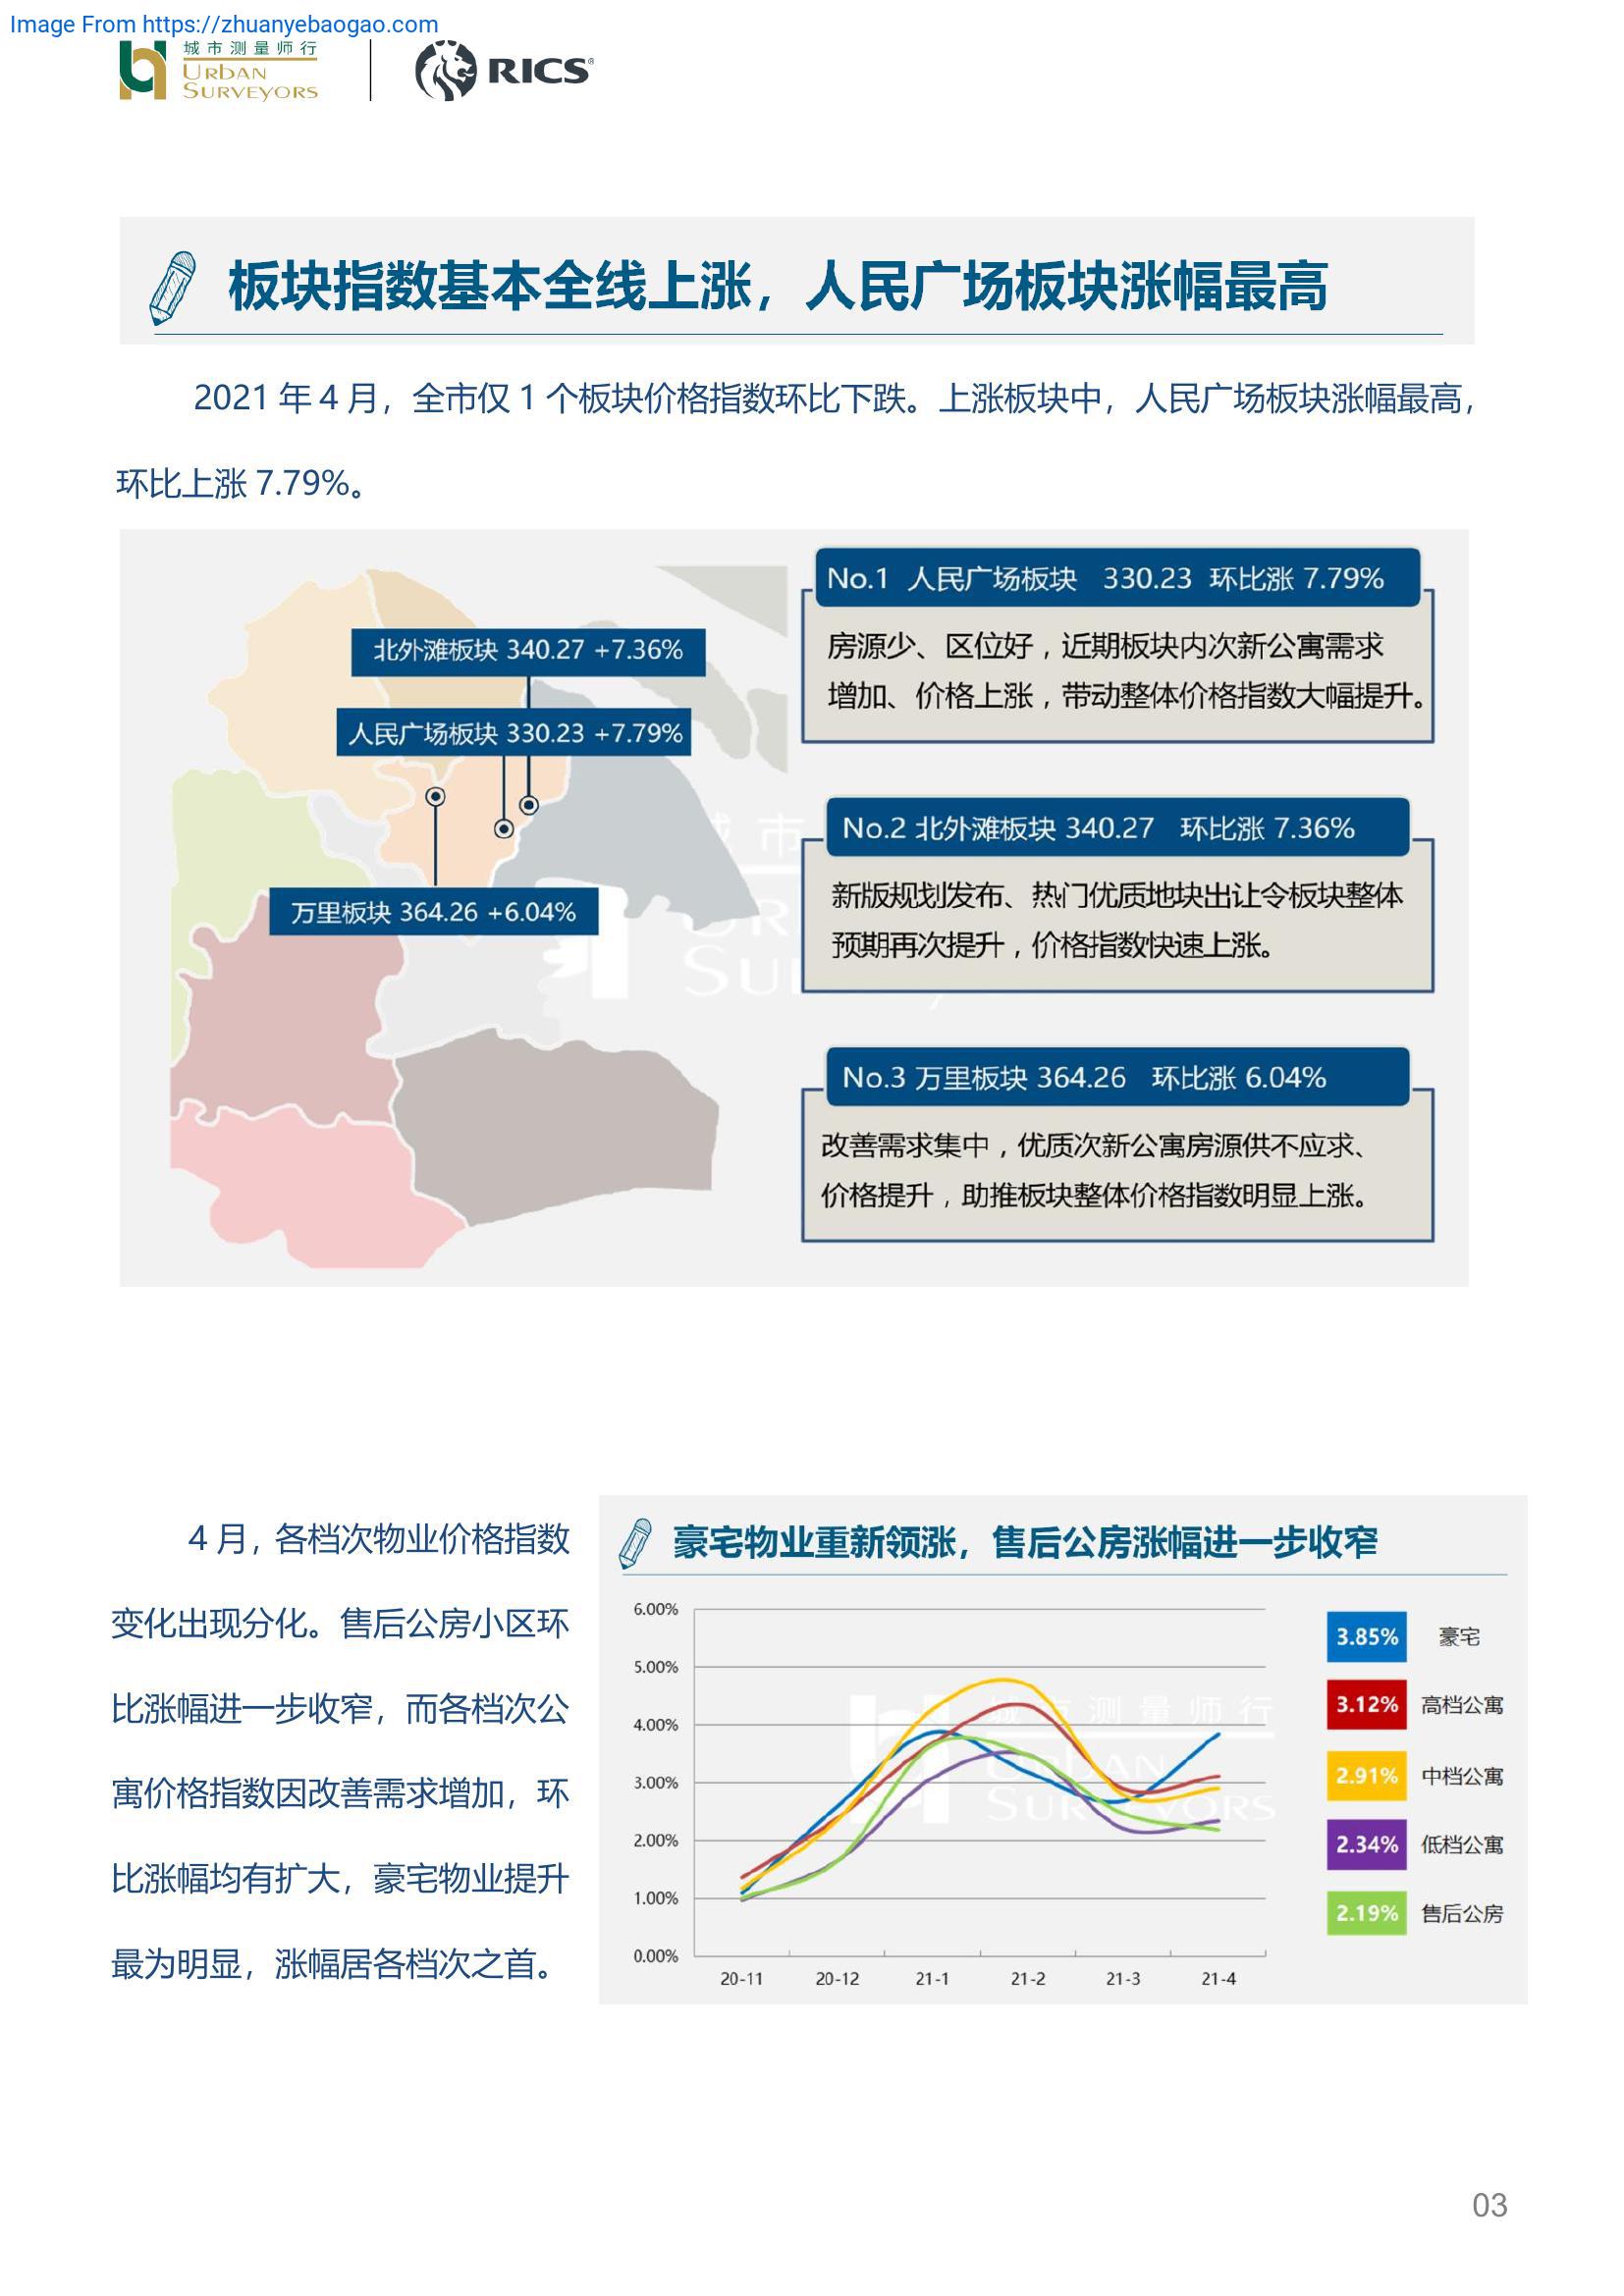 Image From https://zhuanyebaogao.com
城市测量师行
URBAN
SURVEYORS
RICS®
板块指数基本全线上涨，人民广场板块涨幅最高
2021 年 4 月，全市仅 1 个板块价格指数环比下跌。上涨板块中，人民广场板块涨幅最高，
环比上涨 7.79%。
北外滩板块 340.27 +7.36%
人民广场板块 330.23 +7.79%
万里板块 364.26 +6.04%
No.1 人民广场板块 330.23 环比涨 7.79%
房源少、区位好，近期板块内次新公寓需求
增加、价格上涨，带动整体价格指数大幅提升。
No.2 北外滩板块 340.27 环比涨 7.36%
新版规划发布、热门优质地块出让令板块整体
预期再次提升，价格指数快速上涨。
No.3 万里板块 364.26 环比涨 6.04%
改善需求集中，优质次新公寓房源供不应求、
价格提升，助推板块整体价格指数明显上涨。
4 月，各档次物业价格指数
变化出现分化。售后公房小区环
比涨幅进一步收窄，而各档次公
寓价格指数因改善需求增加，环
比涨幅均有扩大，豪宅物业提升
最为明显，涨幅居各档次之首。
豪宅物业重新领涨，售后公房涨幅进一步收窄
6.00%
5.00%
4.00%
3.00%
2.00%
1.00%
0.00%
20-11 20-12 21-1 21-2 21-3 21-4
城市测量师行
URBAN
SURVEYORS
3.85% 豪宅
3.12% 高档公寓
2.91% 中档公寓
2.34% 低档公寓
2.19% 售后公房
03